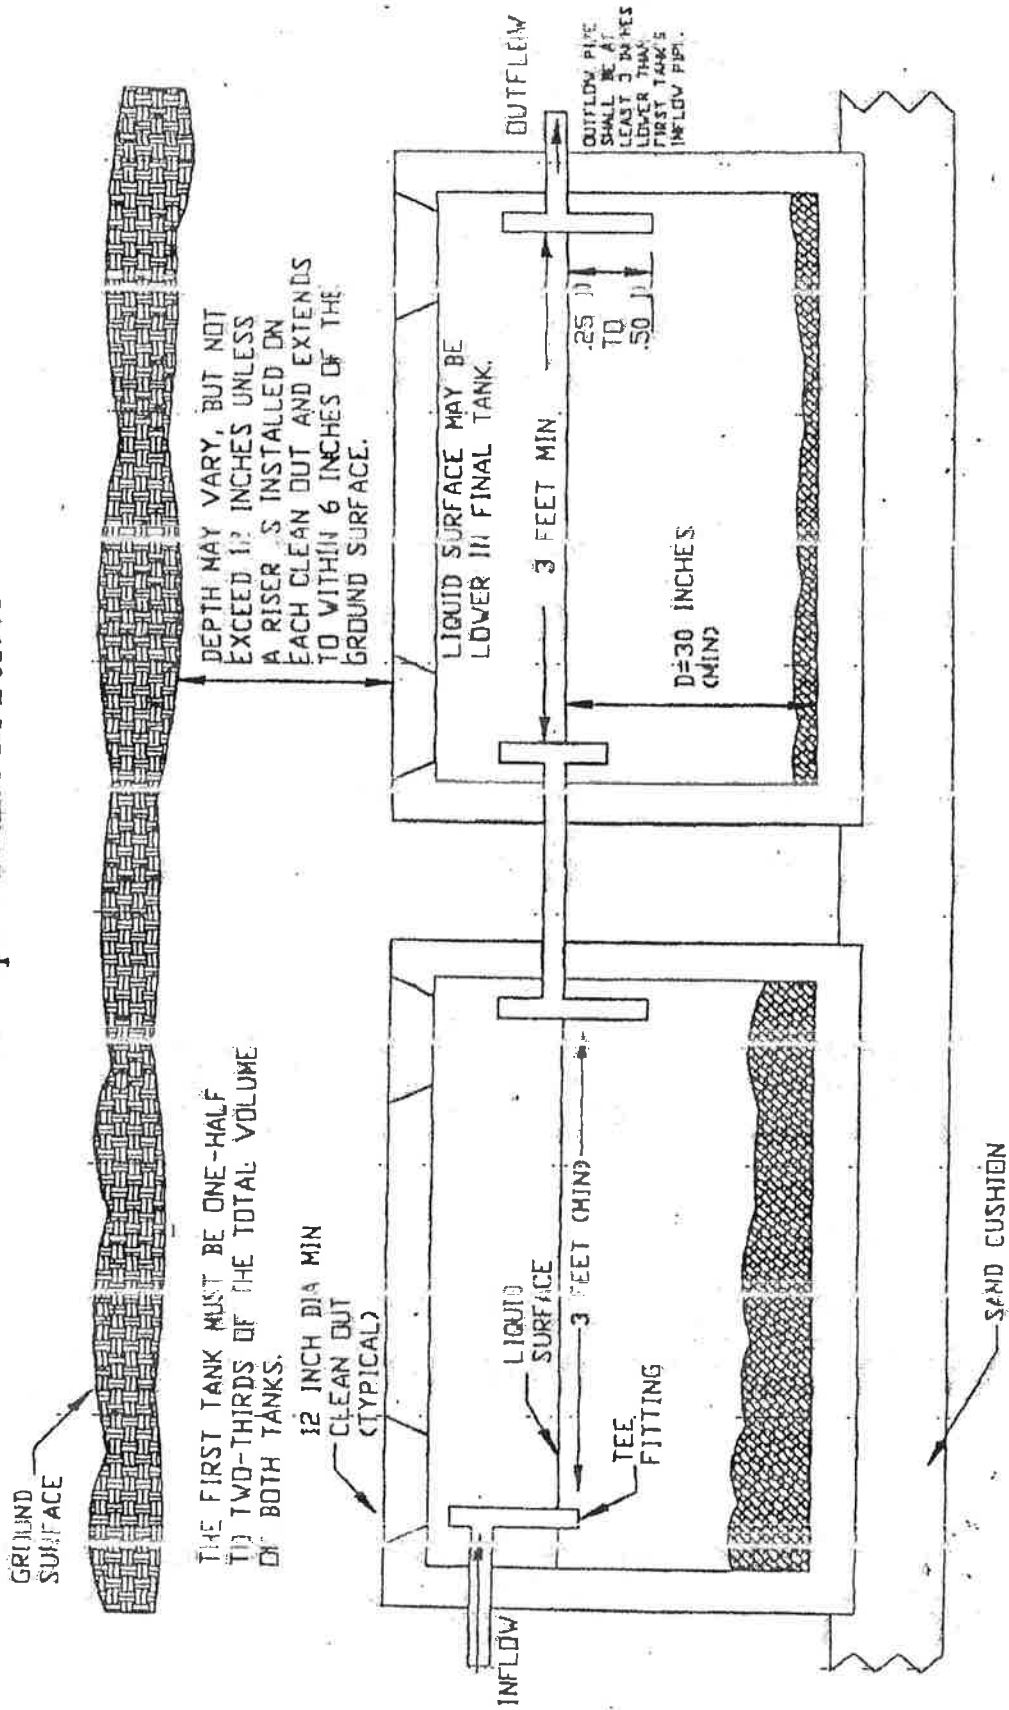 GROUND
SURFACE
THE FIRST TANK MUST BE ONE-HALF
TO TWO-THIRDS OF THE TOTAL VOLUME
OF BOTH TANKS.
12 INCH DIA MIN
CLEAN OUT
(TYPICAL)
DEPTH MAY VARY, BUT NOT
EXCEED 12 INCHES UNLESS
A RISER IS INSTALLED ON
EACH CLEAN OUT AND EXTENDS
TO WITHIN 6 INCHES OF THE
GROUND SURFACE.
INFLOW
LIQUID
SURFACE
3 FEET (MIN)
TEE
FITTING
LIQUID SURFACE MAY BE
LOWER IN FINAL TANK.
3 FEET MIN
OUTFLOW
OUTFLOW PIPE
SHALL BE AT
LEAST 3 INCHES
LOWER THAN
FIRST TANK'S
INFLOW PIPE.
.25 D
TO
.50 D
D=30 INCHES
(MIN)
SAND CUSHION